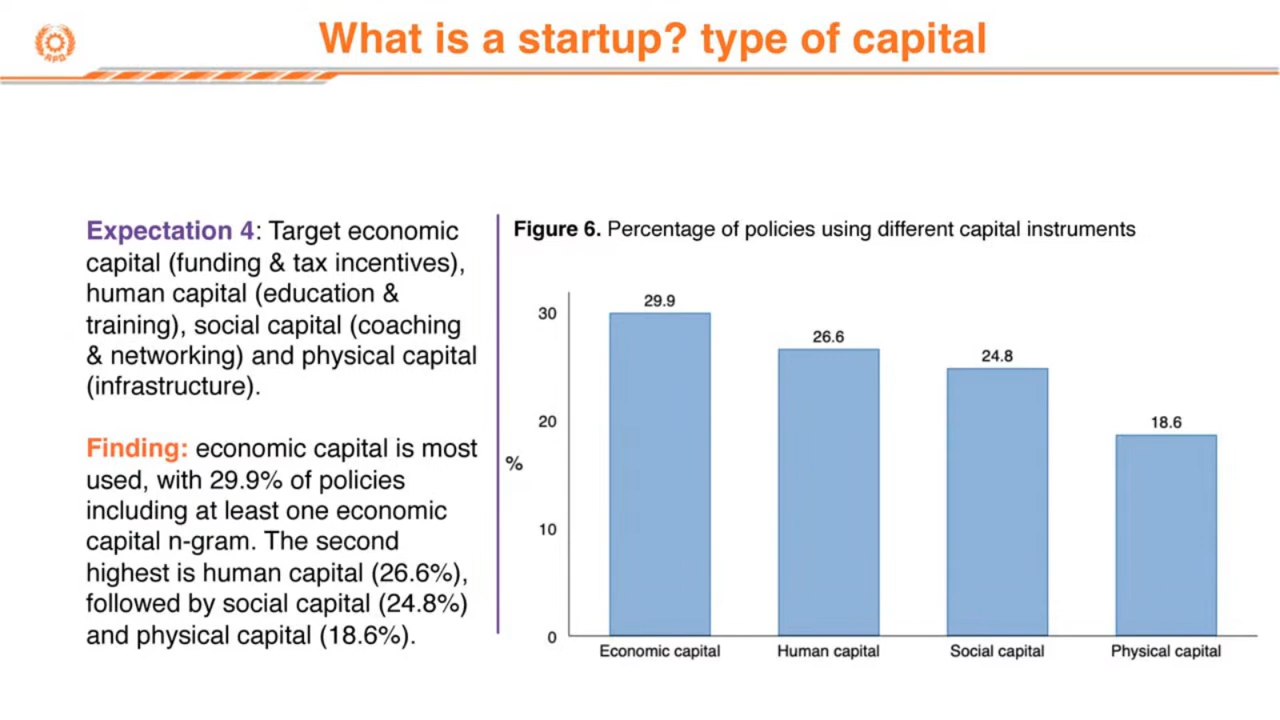 What is a startup? type of capital
Expectation 4: Target economic
capital (funding & tax incentives),
human capital (education &
training), social capital (coaching
& networking) and physical capital
(infrastructure).
Finding: economic capital is most
used, with 29.9% of policies
including at least one economic
capital n-gram. The second
highest is human capital (26.6%),
followed by social capital (24.8%)
and physical capital (18.6%).
Figure 6. Percentage of policies using different capital instruments
%
30
20
10
0
29.9
26.6
24.8
18.6
Economic capital
Human capital
Social capital
Physical capital